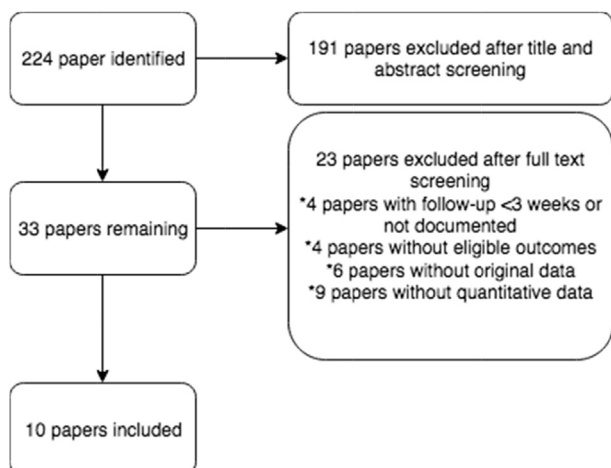 224 paper identified
191 papers excluded after title and
abstract screening
23 papers excluded after full text
screening
*4 papers with follow-up <3 weeks or
not documented
*4 papers without eligible outcomes
*6 papers without original data
*9 papers without quantitative data
33 papers remaining
10 papers included